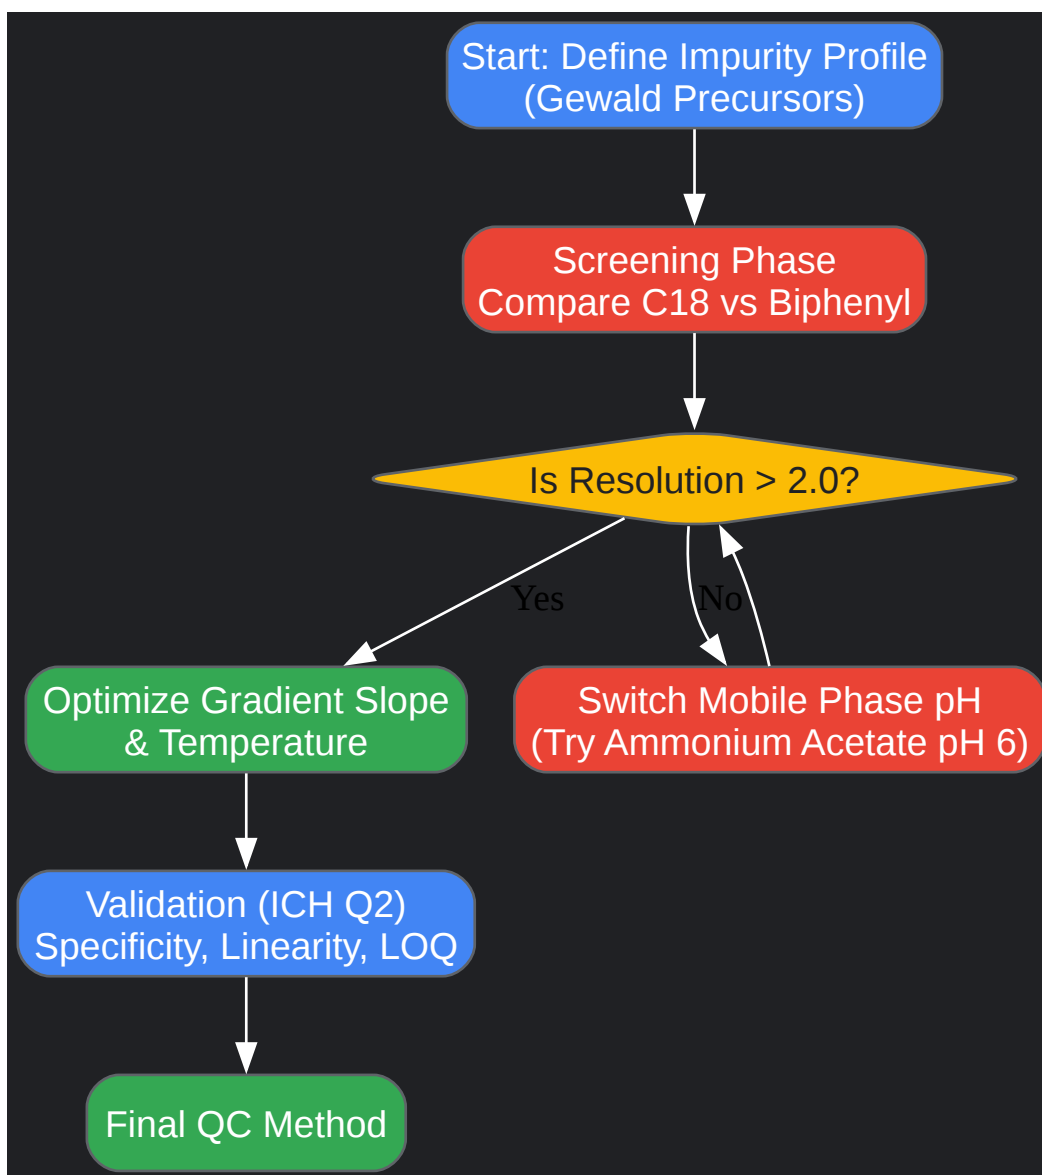 Start: Define Impurity Profile
(Gewald Precursors)
Screening Phase
Compare C18 vs Biphenyl
Is Resolution > 2.0?
Yes
No
Optimize Gradient Slope
& Temperature
Switch Mobile Phase pH
(Try Ammonium Acetate pH 6)
Validation (ICH Q2)
Specificity, Linearity, LOQ
Final QC Method